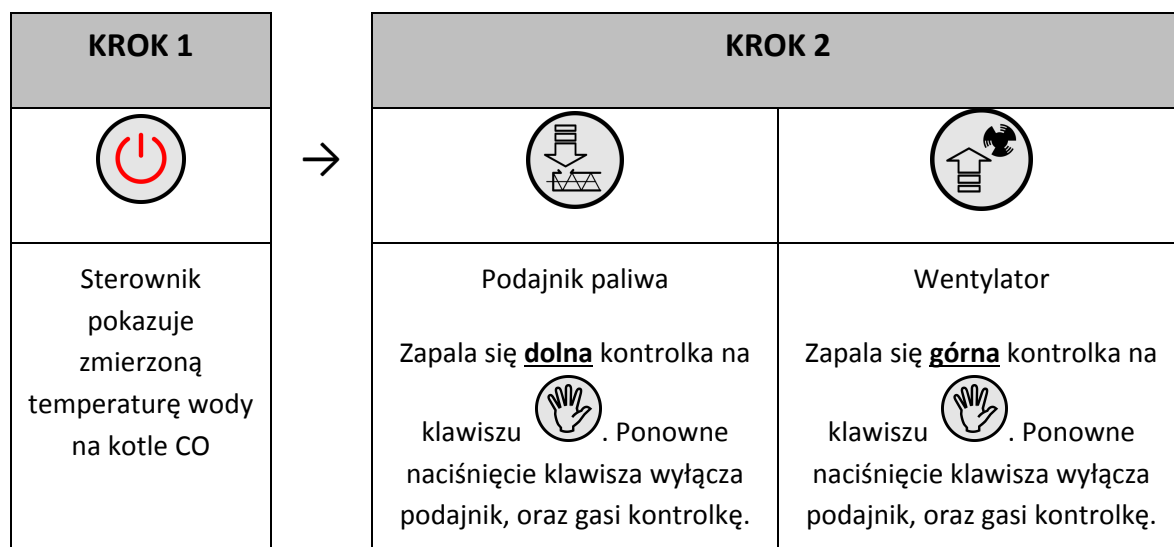 KROK 1
KROK 2
→
Sterownik
pokazuje
zmierzoną
temperaturę wody
na kotle CO
Podajnik paliwa
Zapala się dolna kontrolka na
klawiszu . Ponowne
naciśnięcie klawisza wyłącza
podajnik, oraz gasi kontrolkę.
Wentylator
Zapala się górna kontrolka na
klawiszu . Ponowne
naciśnięcie klawisza wyłącza
podajnik, oraz gasi kontrolkę.